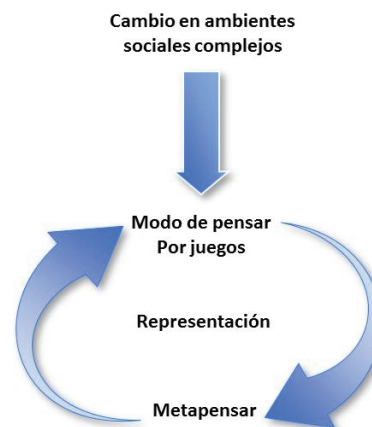 Cambio en ambientes
sociales complejos
Modo de pensar
Por juegos
Representación
Metapensar